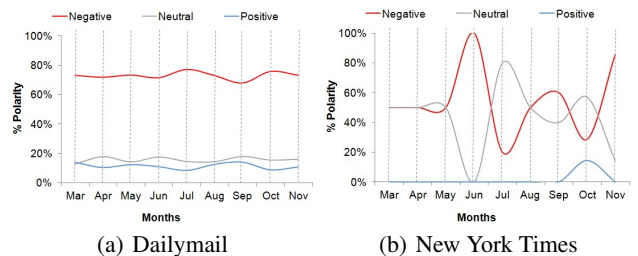 Negative Neutral Positive
100%
80%
60%
40%
20%
0%
% Polarity
Mar Apr May Jun Jul Aug Sep Oct Nov
Months
(a) Dailymail
Negative Neutral Positive
100%
80%
60%
40%
20%
0%
% Polarity
Mar Apr May Jun Jul Aug Sep Oct Nov
Months
(b) New York Times